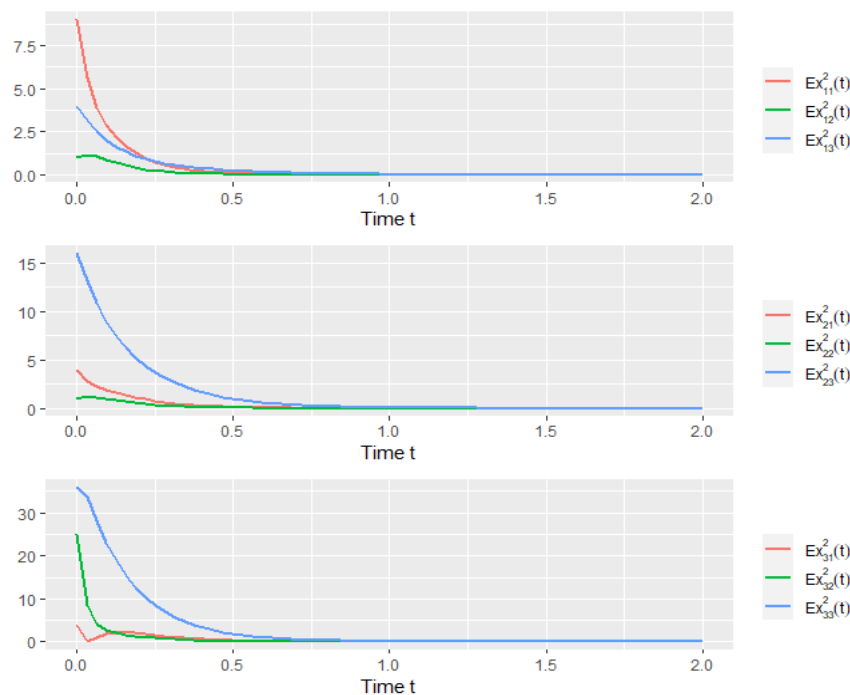 7.5
5.0
2.5
0.0
0.0 0.5 1.0 1.5 2.0
Time t
Ex²₁₁(t)
Ex²₁₂(t)
Ex²₁₃(t)
15
10
5
0
0.0 0.5 1.0 1.5 2.0
Time t
Ex²₂₁(t)
Ex²₂₂(t)
Ex²₂₃(t)
30
20
10
0
0.0 0.5 1.0 1.5 2.0
Time t
Ex²₃₁(t)
Ex²₃₂(t)
Ex²₃₃(t)